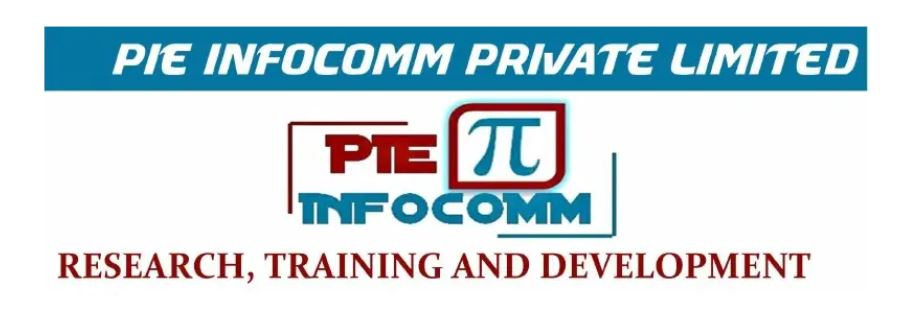 PIE INFOCOMM PRIVATE LIMITED
PIE π
INFOCOMM
RESEARCH, TRAINING AND DEVELOPMENT